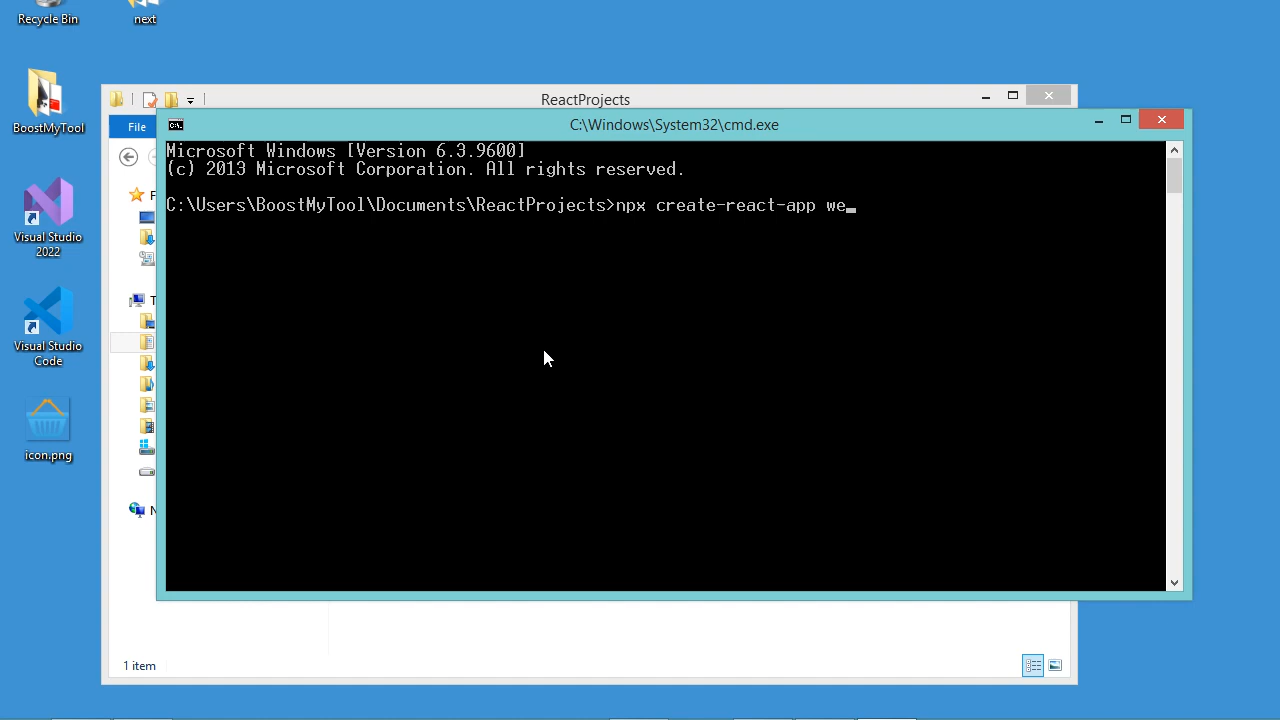 Recycle Bin
next
BoostMyTool
Visual Studio
2022
Visual Studio
Code
icon.png
ReactProjects
File
C:\Windows\System32\cmd.exe
Microsoft Windows [Version 6.3.9600]
(c) 2013 Microsoft Corporation. All rights reserved.
C:\Users\BoostMyTool\Documents\ReactProjects>npx create-react-app we
1 item